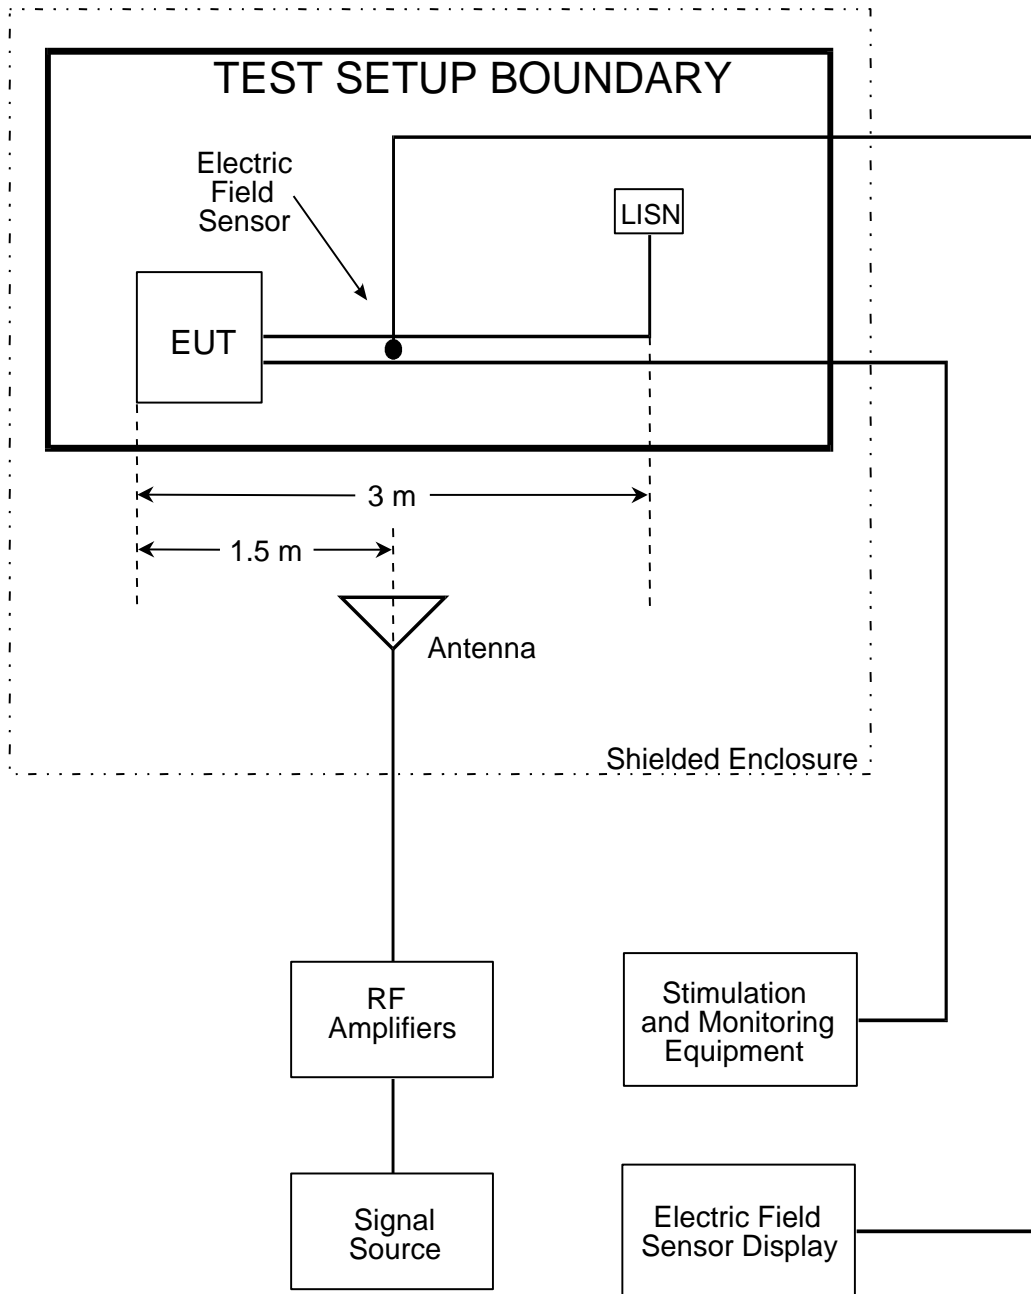 TEST SETUP BOUNDARY
Electric
Field
Sensor
LISN
EUT
3 m
1.5 m
Antenna
Shielded Enclosure
RF
Amplifiers
Stimulation
and Monitoring
Equipment
Signal
Source
Electric Field
Sensor Display